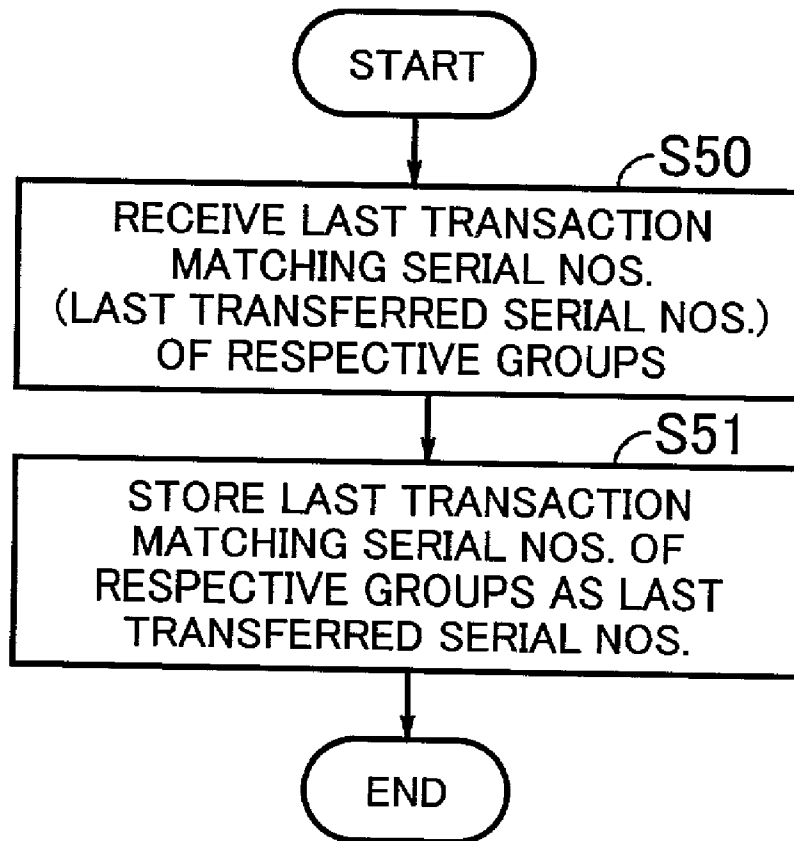 START
S50
RECEIVE LAST TRANSACTION
MATCHING SERIAL NOS.
(LAST TRANSFERRED SERIAL NOS.)
OF RESPECTIVE GROUPS
S51
STORE LAST TRANSACTION
MATCHING SERIAL NOS. OF
RESPECTIVE GROUPS AS LAST
TRANSFERRED SERIAL NOS.
END